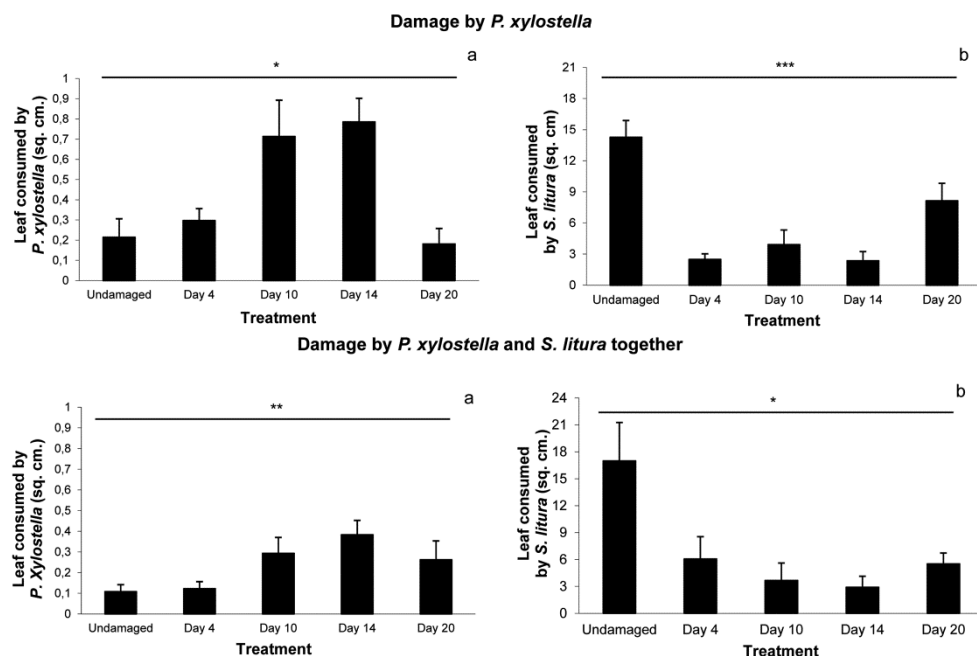 Damage by P. xylostella
a
*
Leaf consumed by
P. xylostella (sq. cm.)
1
0,9
0,8
0,7
0,6
0,5
0,4
0,3
0,2
0,1
0
Undamaged Day 4 Day 10 Day 14 Day 20
Treatment
b
***
Leaf consumed
by S. litura (sq. cm)
21
18
15
12
9
6
3
0
Undamaged Day 4 Day 10 Day 14 Day 20
Treatment
Damage by P. xylostella and S. litura together
a
**
Leaf consumed by
P. Xylostella (sq. cm.)
1
0,9
0,8
0,7
0,6
0,5
0,4
0,3
0,2
0,1
0
Undamaged Day 4 Day 10 Day 14 Day 20
Treatment
b
*
Leaf consumed
by S. litura (sq. cm)
24
21
18
15
12
9
6
3
0
Undamaged Day 4 Day 10 Day 14 Day 20
Treatment